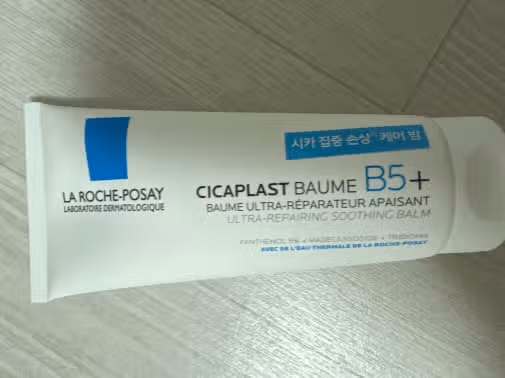 LA ROCHE-POSAY
LABORATOIRE DERMATOLOGIQUE
시카 집중 손상 케어 밤
CICAPLAST BAUME B5+
BAUME ULTRA-RÉPARATEUR APAISANT
ULTRA-REPAIRING SOOTHING BALM
PANTHENOL 5% + MADECASSOSIDE + TRIBIOMA
AVEC DE L'EAU THERMALE DE LA ROCHE-POSAY